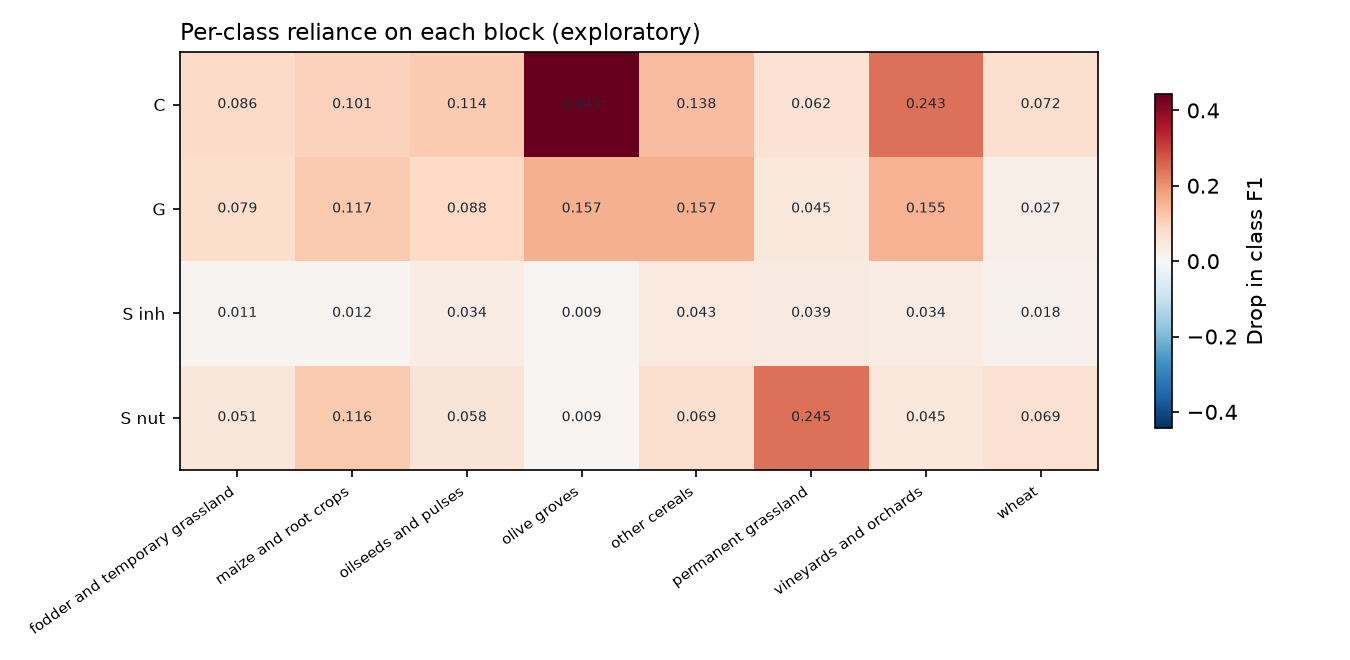 Per-class reliance on each block (exploratory)
C 0.086 0.101 0.114 0.138 0.062 0.243 0.072
G 0.079 0.117 0.088 0.157 0.157 0.045 0.155 0.027
S inh 0.011 0.012 0.034 0.009 0.043 0.039 0.034 0.018
S nut 0.051 0.116 0.058 0.009 0.069 0.245 0.045 0.069
fodder and temporary grassland
maize and root crops
oilseeds and pulses
olive groves
other cereals
permanent grassland
vineyards and orchards
wheat
0.4
0.2
0.0
−0.2
−0.4
Drop in class F1